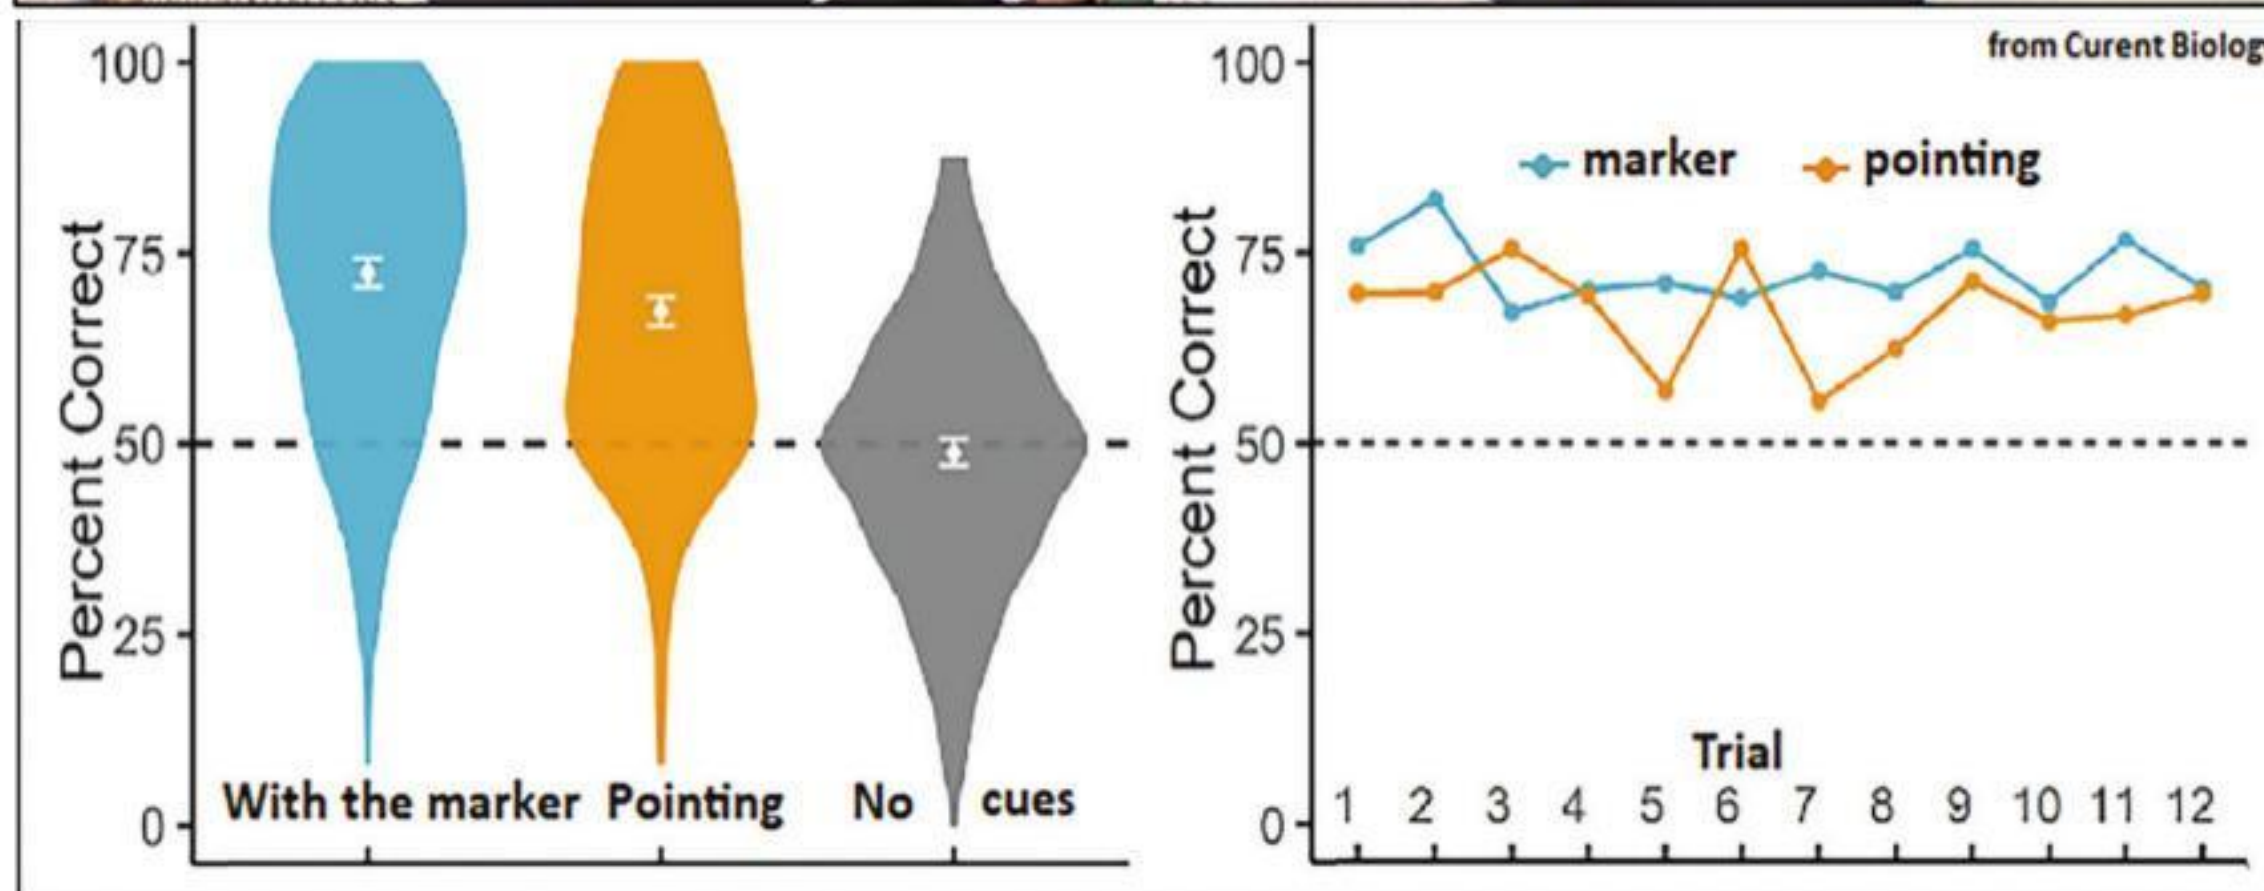 100
75
50
25
0
Percent Correct
With the marker
Pointing
No cues
from Curent Biolog
100
75
50
25
0
Percent Correct
marker
pointing
Trial
1 2 3 4 5 6 7 8 9 10 11 12